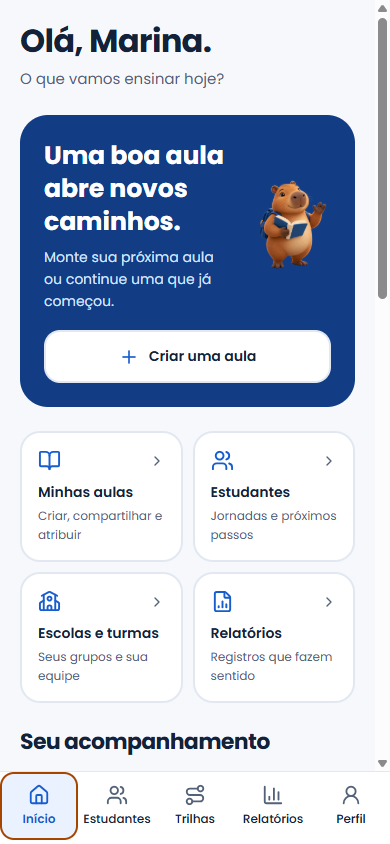 Olá, Marina.
O que vamos ensinar hoje?
Uma boa aula
abre novos
caminhos.
Monte sua próxima aula
ou continue uma que já
começou.
Criar uma aula
Minhas aulas
Criar, compartilhar e
atribuir
Estudantes
Jornadas e próximos
passos
Escolas e turmas
Seus grupos e sua
equipe
Relatórios
Registros que fazem
sentido
Seu acompanhamento
Início
Estudantes
Trilhas
Relatórios
Perfil